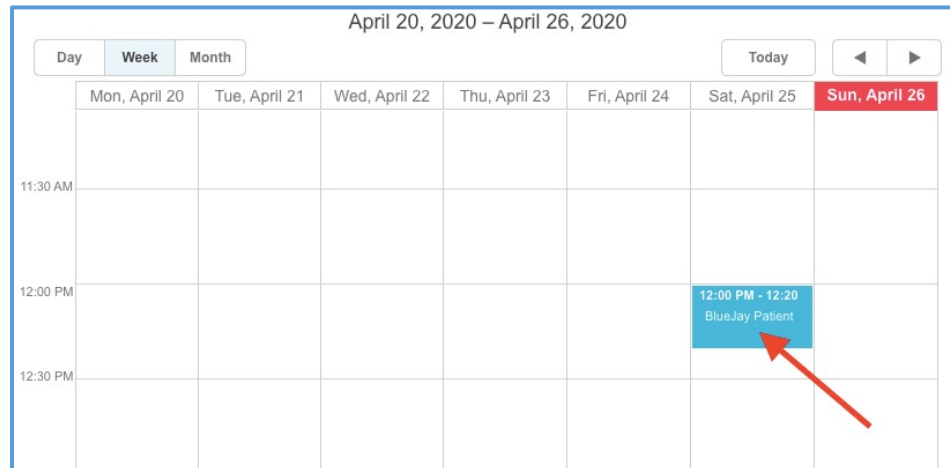 April 20, 2020 – April 26, 2020
Day Week Month Today
Mon, April 20 Tue, April 21 Wed, April 22 Thu, April 23 Fri, April 24 Sat, April 25 Sun, April 26
11:30 AM
12:00 PM
12:00 PM - 12:20
BlueJay Patient
12:30 PM